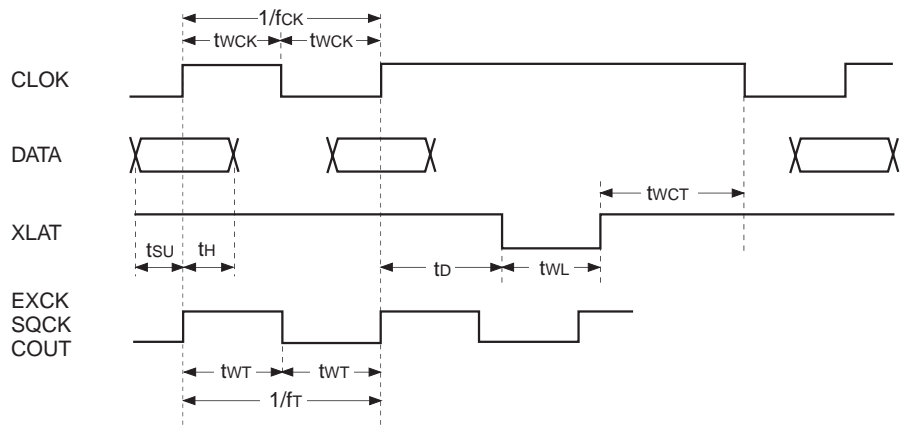 1/fCK
tWCK tWCK
CLOK
DATA
tWCT
XLAT
tSU tH
tD tWL
EXCK
SQCK
COUT
tWT tWT
1/fT